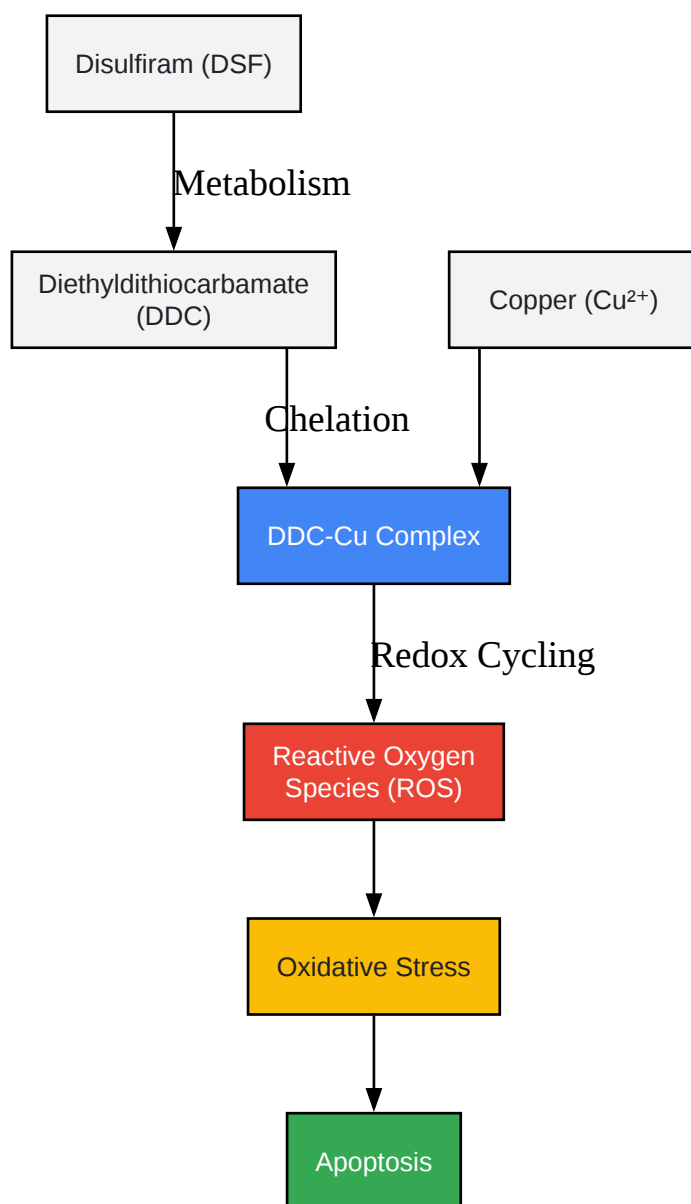 Disulfiram (DSF)
Metabolism
Diethyldithiocarbamate
(DDC)
Copper (Cu²⁺)
Chelation
DDC-Cu Complex
Redox Cycling
Reactive Oxygen
Species (ROS)
Oxidative Stress
Apoptosis